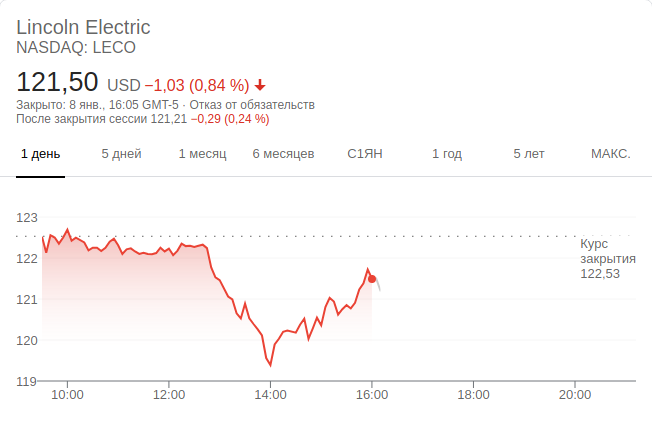 Lincoln Electric
NASDAQ: LECO
121,50 USD −1,03 (0,84 %)
Закрыто: 8 янв., 16:05 GMT-5 · Отказ от обязательств
После закрытия сессии 121,21 −0,29 (0,24 %)
1 день 5 дней 1 месяц 6 месяцев С1ЯН 1 год 5 лет МАКС.
123
Курс
закрытия
122,53
122
121
120
119
10:00 12:00 14:00 16:00 18:00 20:00